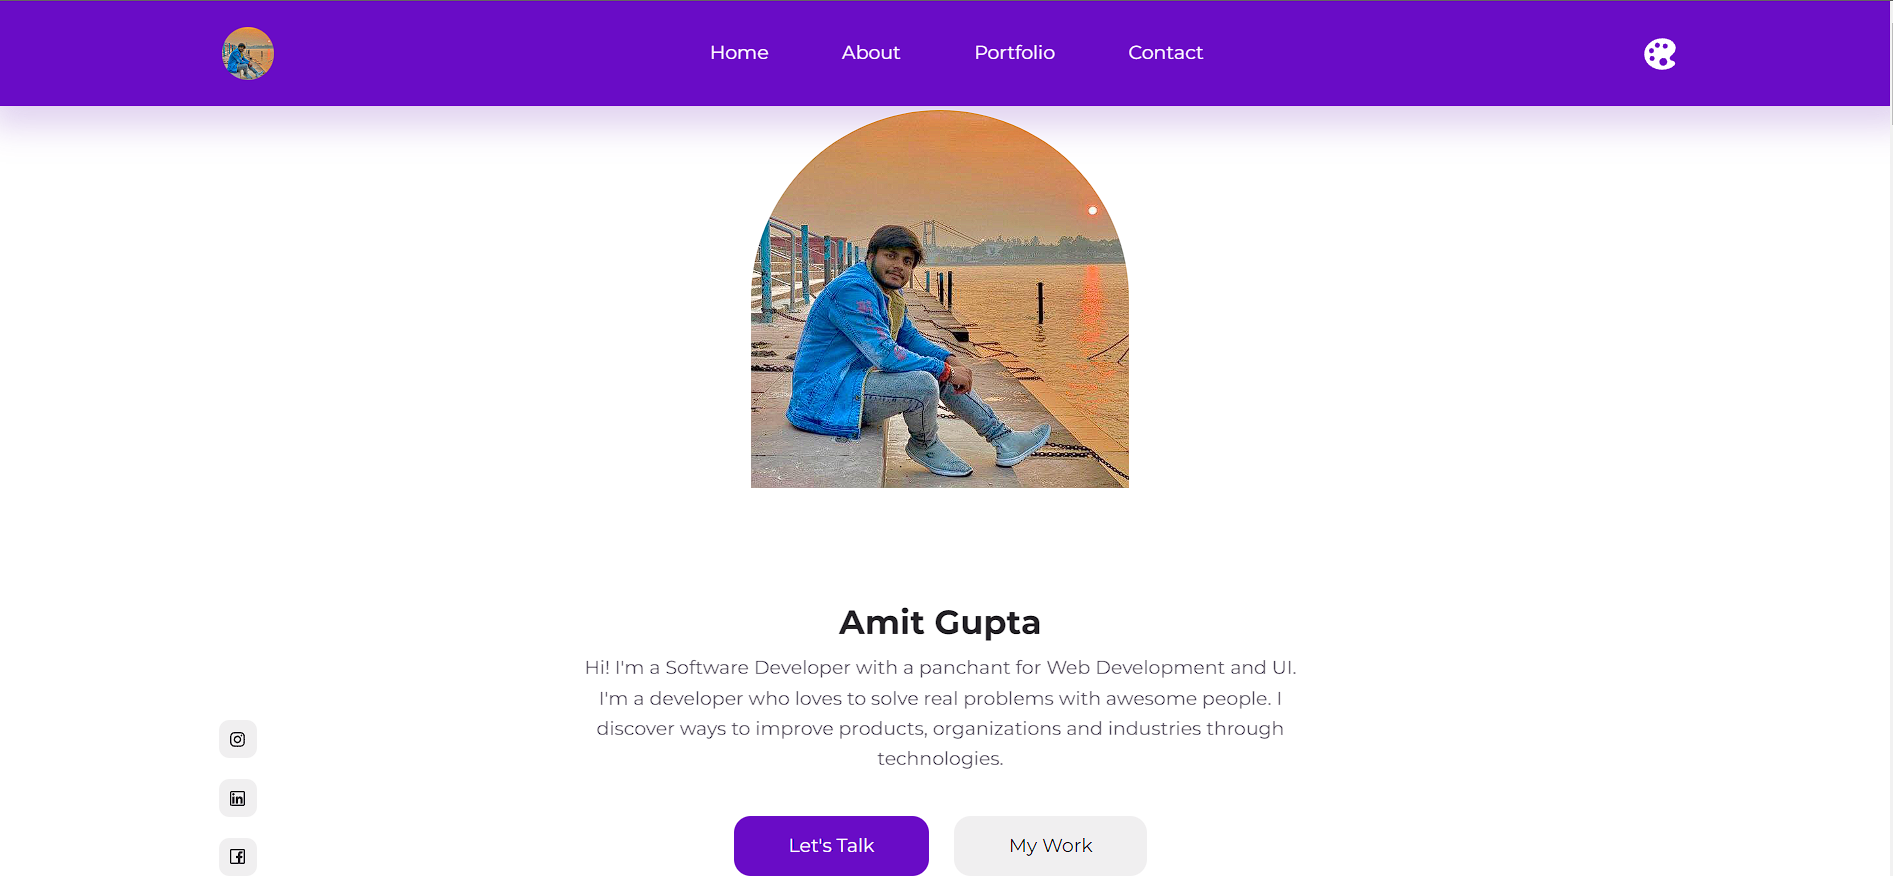 Home About Portfolio Contact
Amit Gupta
Hi! I'm a Software Developer with a panchant for Web Development and UI.
I'm a developer who loves to solve real problems with awesome people. I
discover ways to improve products, organizations and industries through
technologies.
Let's Talk My Work